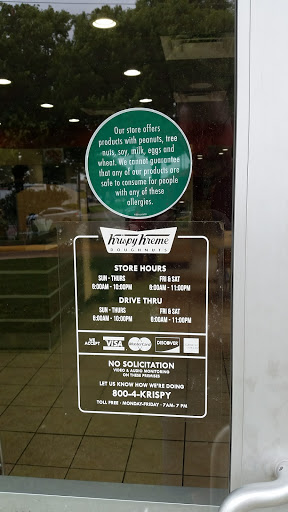 Our store offers
products with peanuts, tree
nuts, soy, milk, eggs and
wheat. We cannot guarantee
that any of our products are
safe to consume for people
with any of these
allergies.
Krispy Kreme
DOUGHNUTS
STORE HOURS
SUN - THURS FRI & SAT
6:00AM - 10:00PM 6:00AM - 11:00PM
DRIVE THRU
SUN - THURS FRI & SAT
6:00AM - 10:00PM 6:00AM - 11:00PM
WE ACCEPT VISA MasterCard DISCOVER
NO SOLICITATION
VIDEO & AUDIO MONITORING
ON THESE PREMISES
LET US KNOW HOW WE'RE DOING
800-4-KRISPY
TOLL FREE - MONDAY-FRIDAY - 7AM- 7 PM